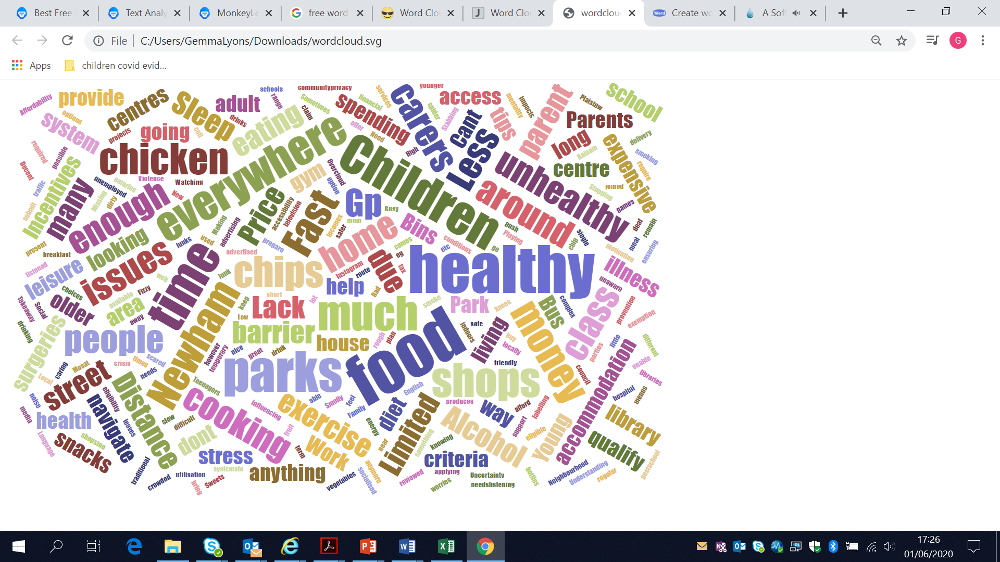 Best Free
Text Analy
MonkeyLe
free word
Word Clo
Word Clo
wordclou
Create wo
A Sof
File
C:/Users/GemmaLyons/Downloads/wordcloud.svg
G
Apps
children covid evid...
Affordability
provide
centres
Sleep
adult
schools
range
communityprivacy
Sometimes
claim
spending
financial
services
Carers
younger
spider
access
Stabbing
Cant
tips
mentality
impacts
parent
Plaistow
school
options
system
projects
going
call
drinks
eating
offer
Need
High
Less
Parents
long
Balaam
delivery
expensive
smoking
required
possible
chicken
everywhere
Children
unhealthy
centre
require
Decent
traffic
Incentives
many
unemployed
eateries
Violence
Watching
gym
Overcloud
option
around
Stopping
joined
games
submit
Missing
dirty
enough
New
Price
accessibility
television
Fast
Gp
mum
Busy
Bins
push
Playing
chip
single
deaf
remain
meal
present
breakfast
looking
Junks
used
Making
advertising
prepare
Incomes
safer
home
comes
etc
conditions
go
motivation
ensuring
listened
leisure
issues
time
advertised
chips
Instagram
route
due
eg
tax
healthy
illness
unaware
choices
web
Fizzy
Junk
help
Bad
Takeaway
Social
older
available
area
away
Newham
keep
short
Lack
Low
lot
much
smoke
Park
knees
Bus
complex
class
prevention
exemption
drinking
surgeries
people
barrier
house
rough
plan
food
indoors
safe
living
buy
locally
friendly
money
parties
little
different
enable
libraries
Local
caring
Mosat
crisis
times
scared
needs
however
temporary
nice
great
drink
parks
shops
council
accommodation
noise
street
eligibility
Distance
Teenagers
cooking
influencing
able
Smelly
feel
Family
English
produces
afford
labelling
hospital
menus
media
health
navigate
leaves
slow
difficult
exercise
energy
diet
Limited
way
support
library
Language
shopstoo
snacks
dont
fruit
term
Work
near
something
knowing
Alcohol
eligible
Young
qualify
postschool
traditional
crowded
utilisation
stress
systemsto
bring
Sweets
anything
vegetables
anymore
socialised
reviewed
criteria
applying
worries
Uncertainty
needslistening
bottles
Neighbourhood
Understanding
regular
17:26
01/06/2020